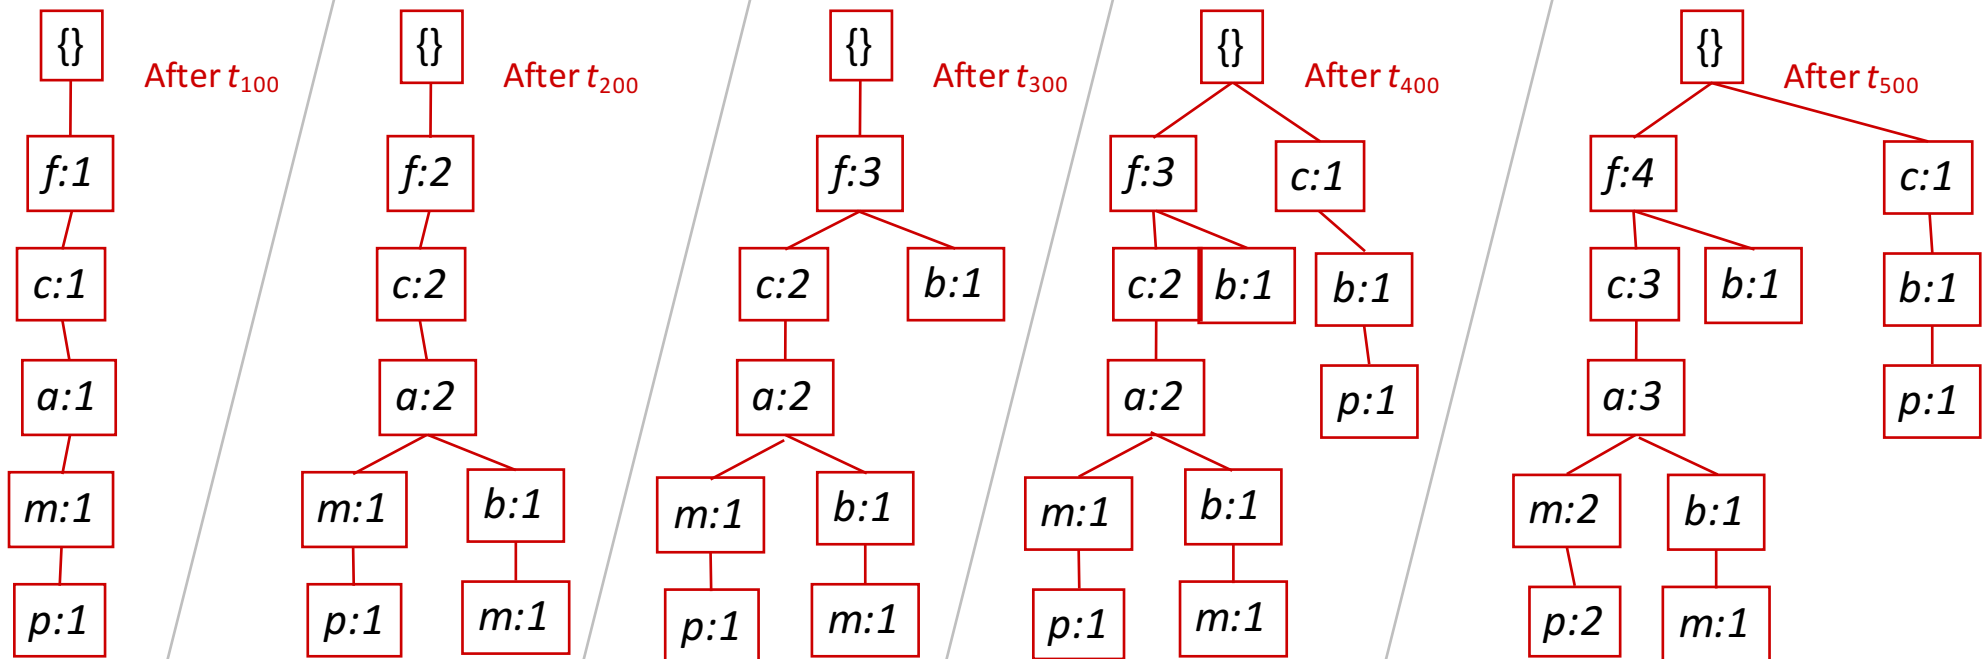 {}
After t100
f:1
c:1
a:1
m:1
p:1
{}
After t200
f:2
c:2
a:2
m:1
b:1
p:1
m:1
{}
After t300
f:3
c:2
b:1
a:2
m:1
b:1
p:1
m:1
{}
After t400
f:3
c:1
c:2
b:1
b:1
a:2
p:1
m:1
b:1
p:1
m:1
{}
After t500
f:4
c:1
c:3
b:1
b:1
a:3
p:1
m:2
b:1
p:2
m:1